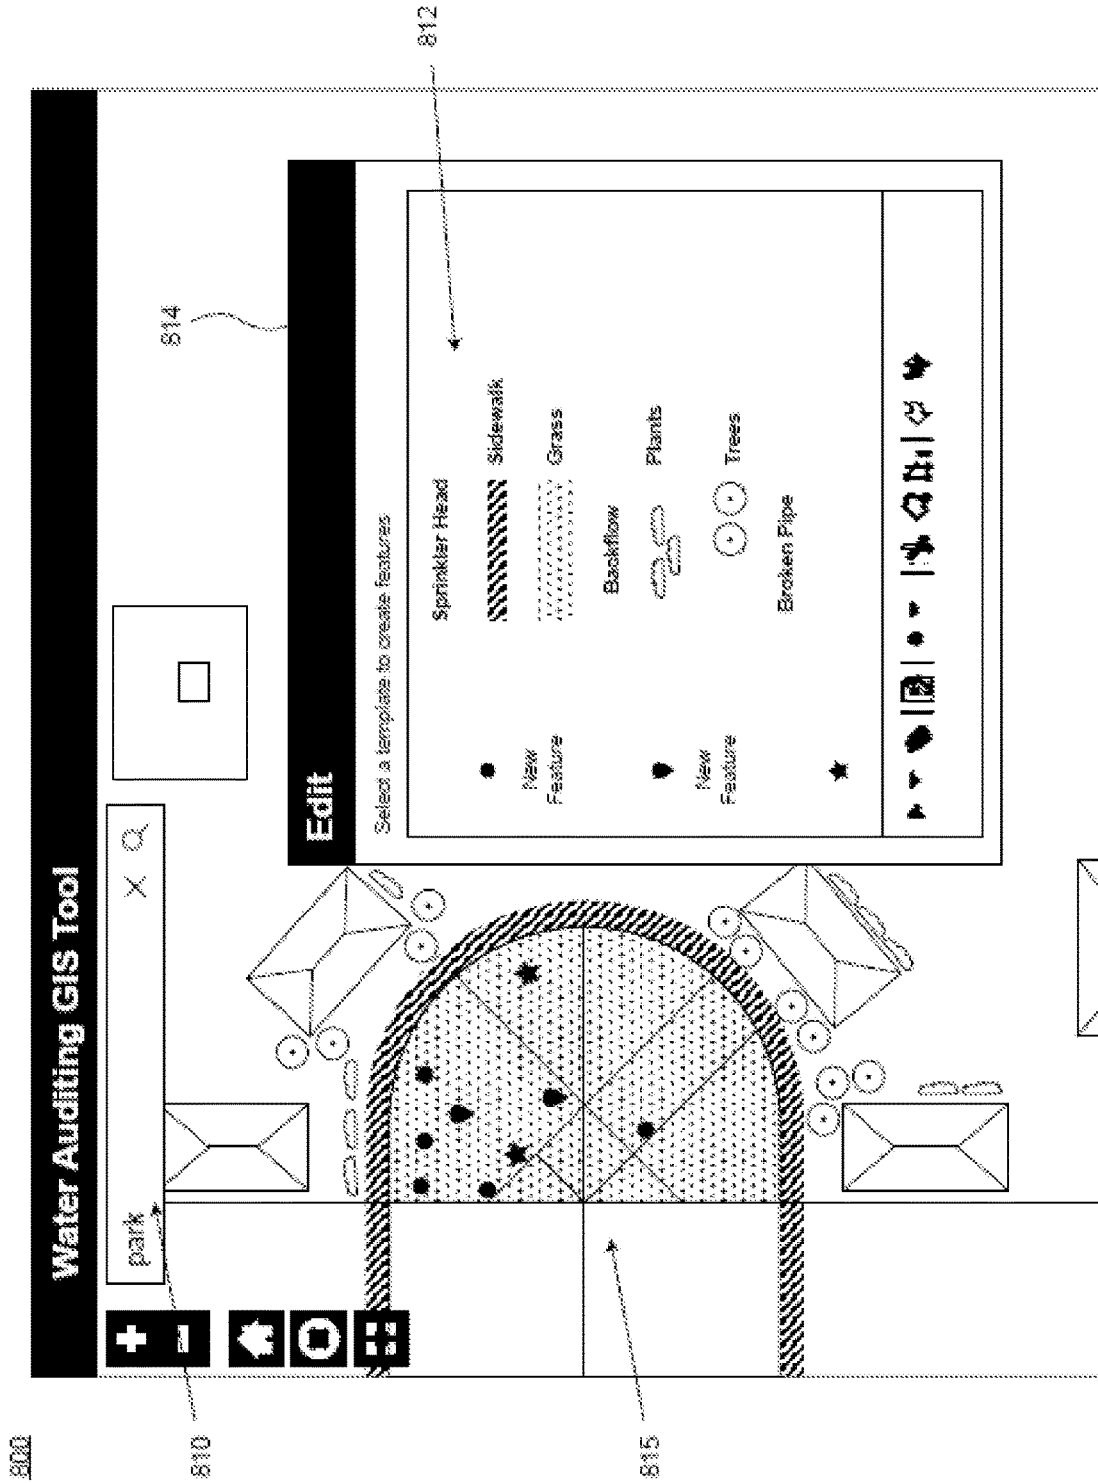 800
Water Auditing GIS Tool
810
park
814
Edit
812
Select a template to create features
Sprinkler Head
Sidewalk
New
Feature
Grass
Backflow
Plants
New
Feature
Trees
Broken Pipe
815